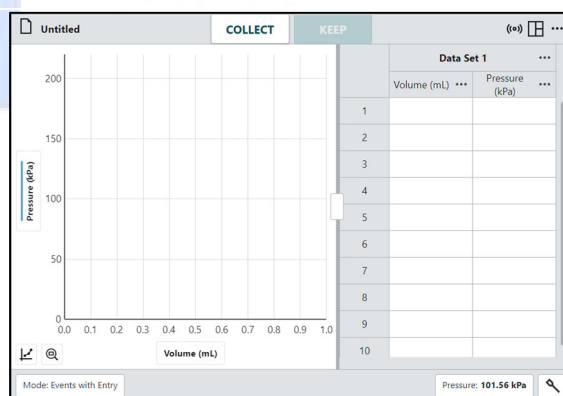 Untitled
COLLECT
KEEP
Pressure (kPa)
200
150
100
50
0
0.0 0.1 0.2 0.3 0.4 0.5 0.6 0.7 0.8 0.9 1.0
Volume (mL)
Data Set 1
Volume (mL)
Pressure
(kPa)
1
2
3
4
5
6
7
8
9
10
Mode: Events with Entry
Pressure: 101.56 kPa